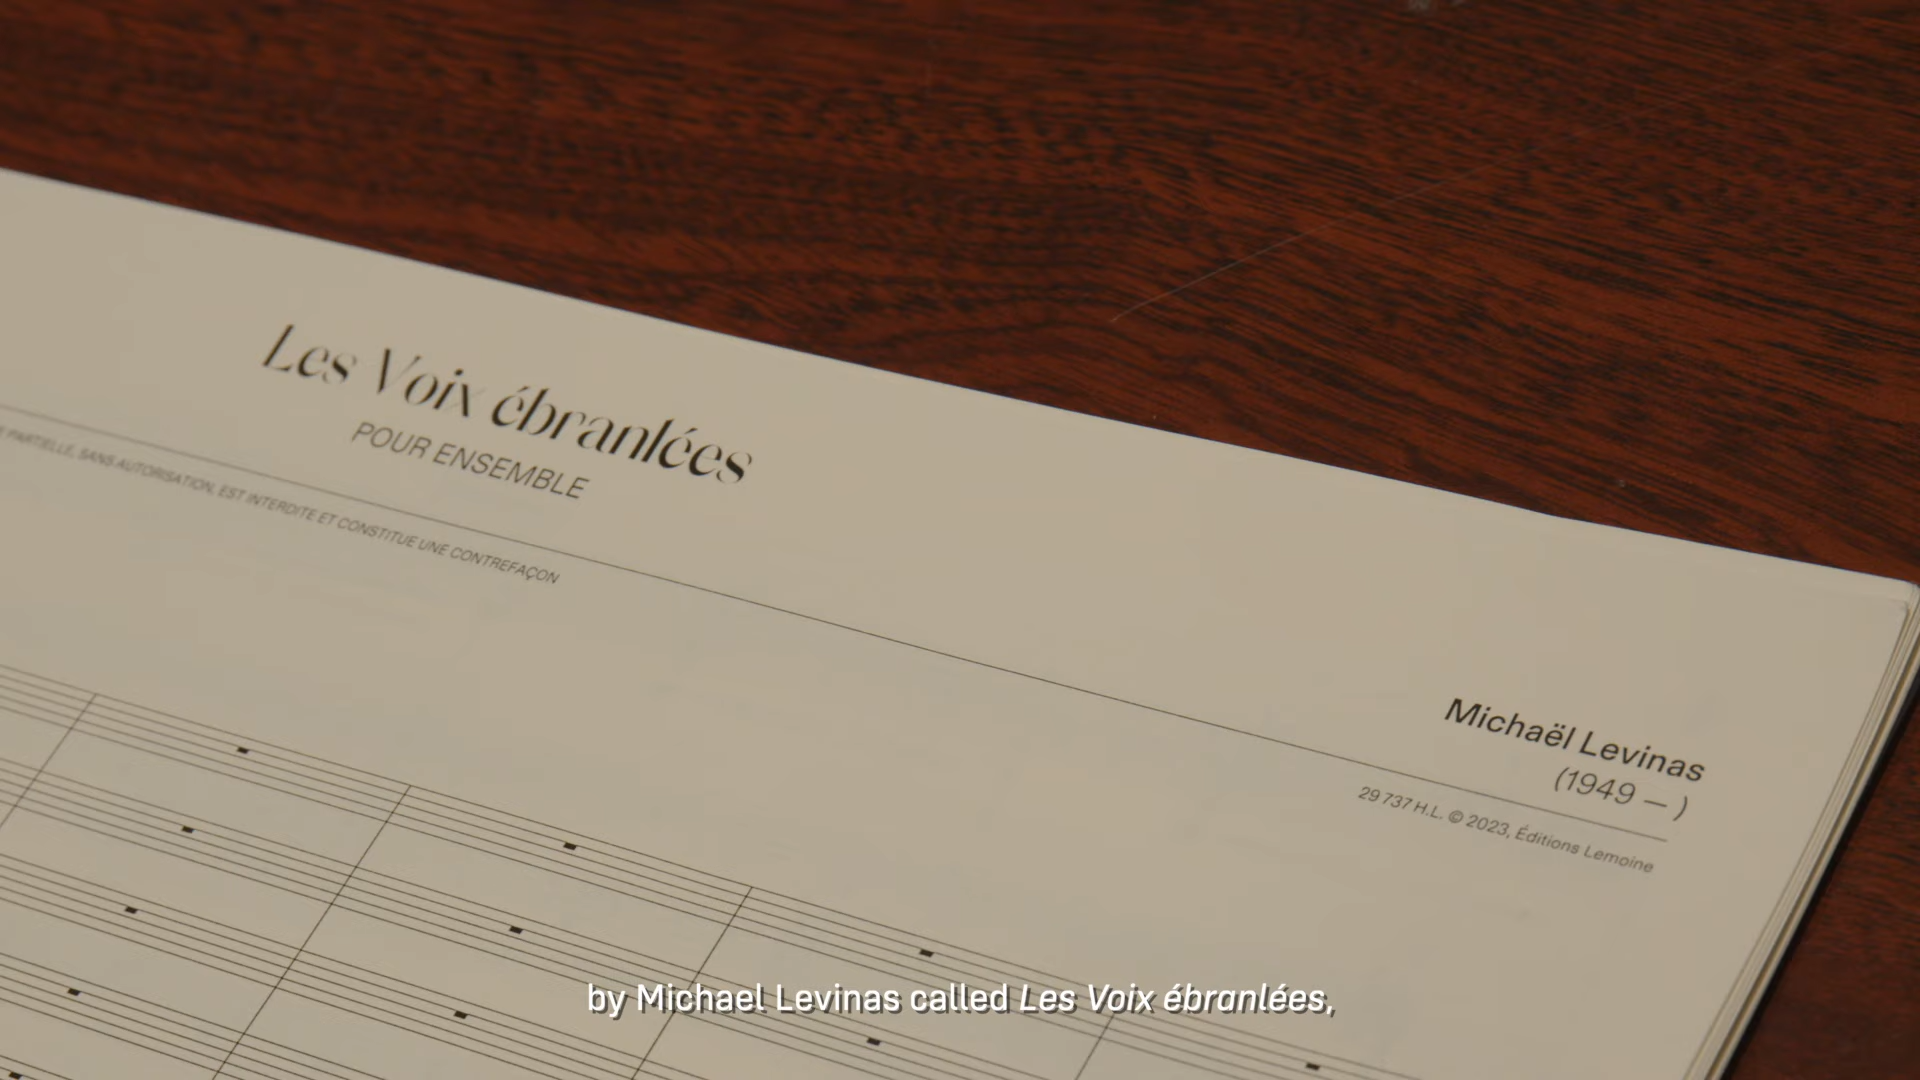 Les Voix ébranlées
POUR ENSEMBLE
PARTIELLE, SANS AUTORISATION, EST INTERDITE ET CONSTITUE UNE CONTREFAÇON
Michaël Levinas
(1949 — )
29 737 H.L. © 2023, Éditions Lemoine
by Michael Levinas called Les Voix ébranlées,